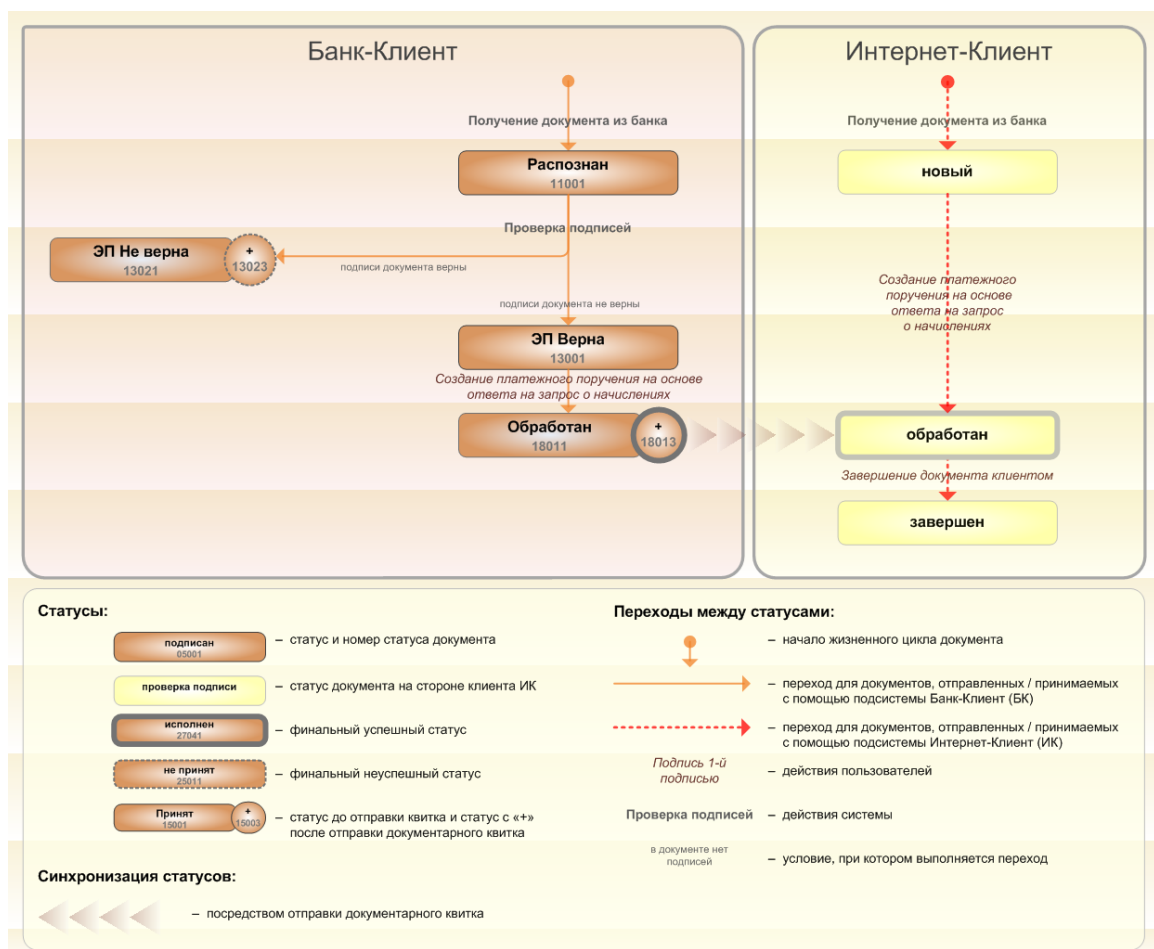 Банк-Клиент
Получение документа из банка
Распознан
11001
Проверка подписей
ЭП Не верна
13021
+
13023
подписи документа верны
подписи документа не верны
ЭП Верна
13001
Создание платежного поручения на основе
ответа на запрос о начислениях
Обработан
18011
+
18013
Интернет-Клиент
Получение документа из банка
новый
Создание платежного
поручения на основе
ответа на запрос
о начислениях
обработан
Завершение документа клиентом
завершен
Статусы:
подписан
05001
– статус и номер статуса документа
проверка подписи
– статус документа на стороне клиента ИК
исполнен
27041
– финальный успешный статус
не принят
25011
– финальный неуспешный статус
Принят
15001
+
15003
– статус до отправки квитка и статус с «+»
после отправки документарного квитка
Синхронизация статусов:
– посредством отправки документарного квитка
Переходы между статусами:
– начало жизненного цикла документа
– переход для документов, отправленных / принимаемых
с помощью подсистемы Банк-Клиент (БК)
– переход для документов, отправленных / принимаемых
с помощью подсистемы Интернет-Клиент (ИК)
Подпись 1-й
подписью
– действия пользователей
Проверка подписей
– действия системы
в документе нет
подписей
– условие, при котором выполняется переход